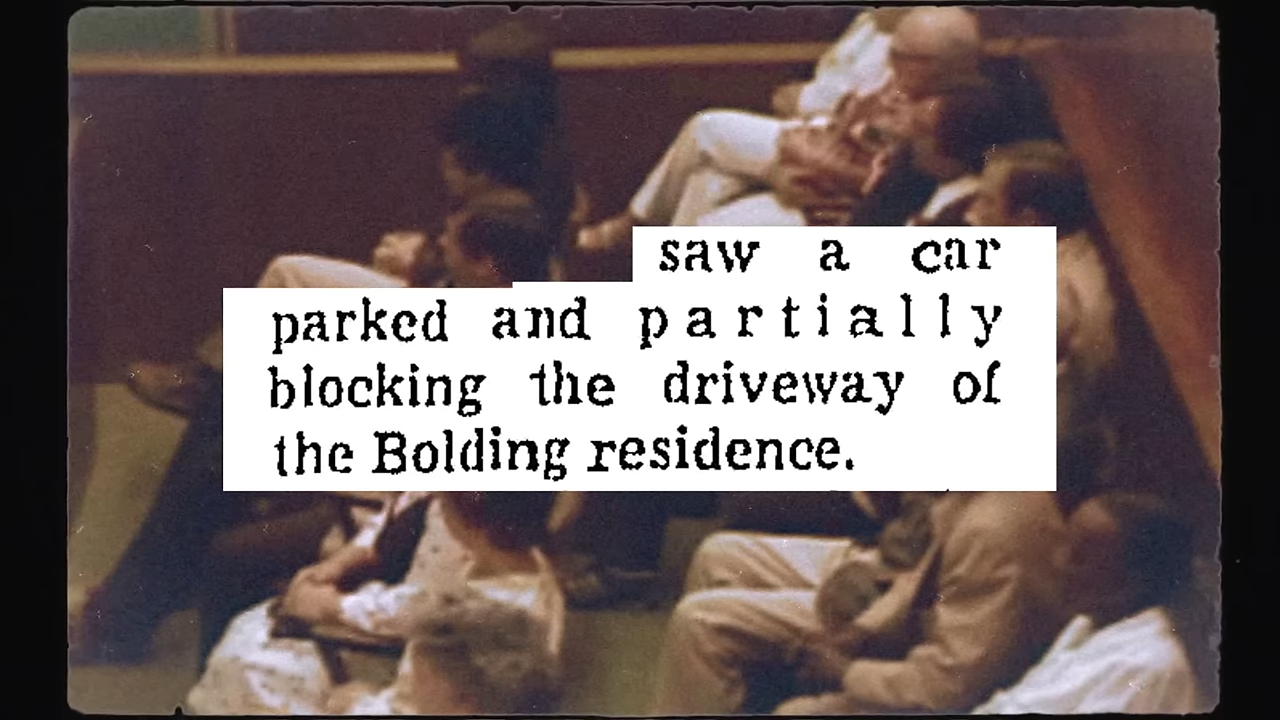 saw a car
parked and partially
blocking the driveway of
the Bolding residence.